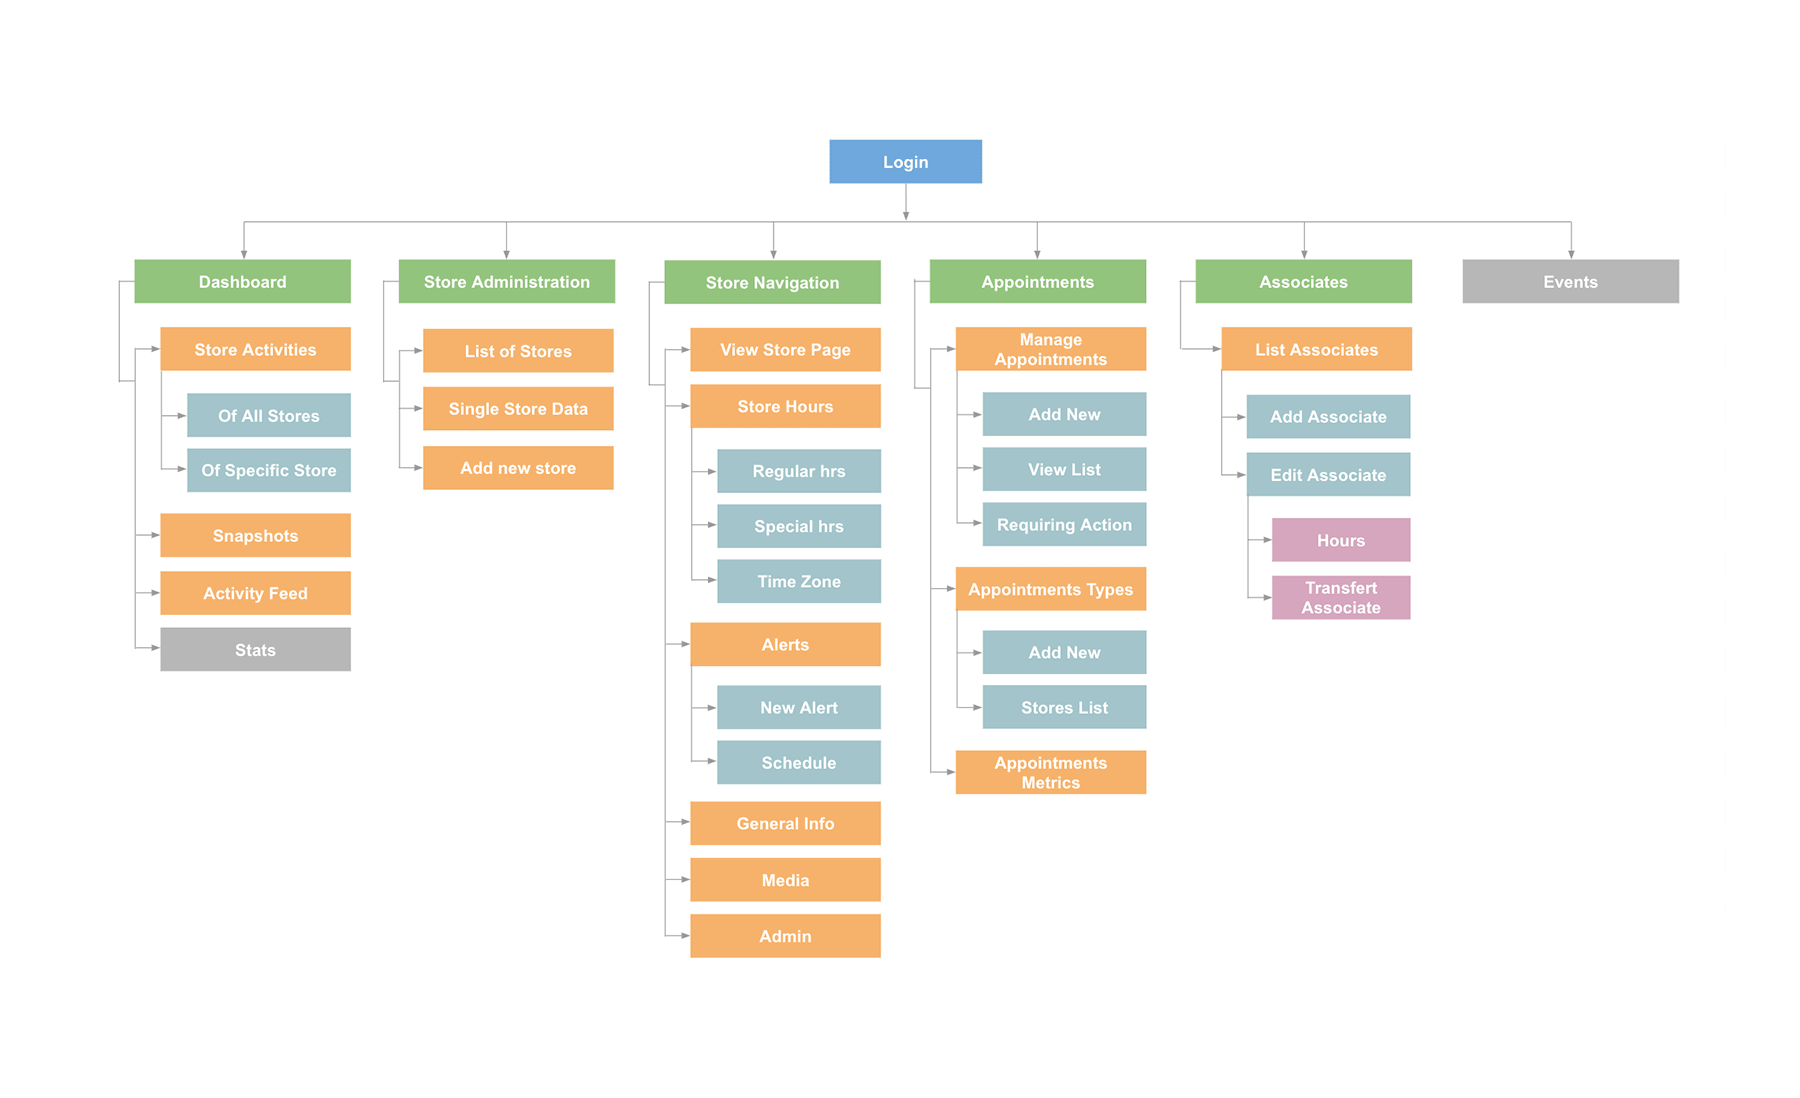 Login
Dashboard
Store Administration
Store Navigation
Appointments
Associates
Events
Store Activities
Of All Stores
Of Specific Store
Snapshots
Activity Feed
Stats
List of Stores
Single Store Data
Add new store
View Store Page
Store Hours
Regular hrs
Special hrs
Time Zone
Alerts
New Alert
Schedule
General Info
Media
Admin
Manage
Appointments
Add New
View List
Requiring Action
Appointments Types
Add New
Stores List
Appointments
Metrics
List Associates
Add Associate
Edit Associate
Hours
Transfert
Associate